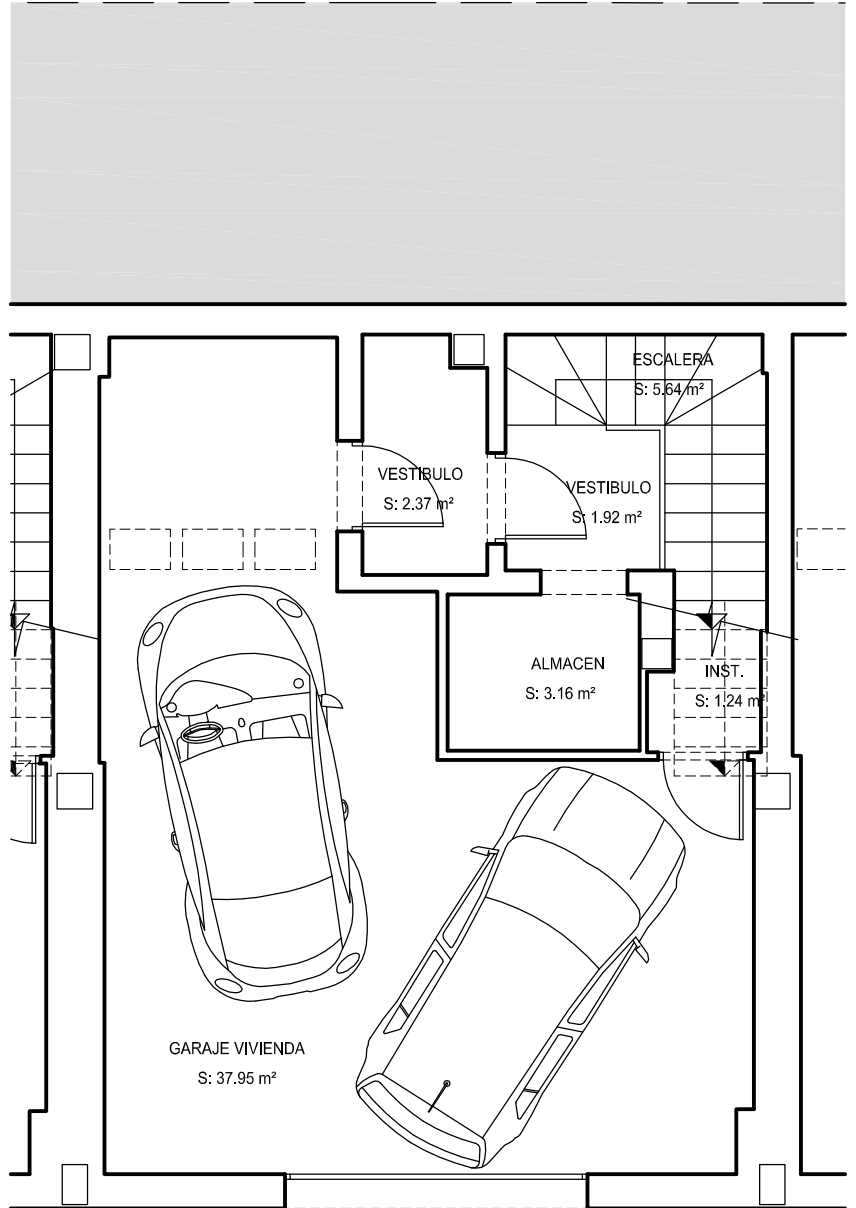 ESCALERA
S: 5.64 m²
VESTIBULO
S: 2.37 m²
VESTIBULO
S: 1.92 m²
ALMACEN
S: 3.16 m²
INST.
S: 1.24 m²
GARAJE VIVIENDA
S: 37.95 m²